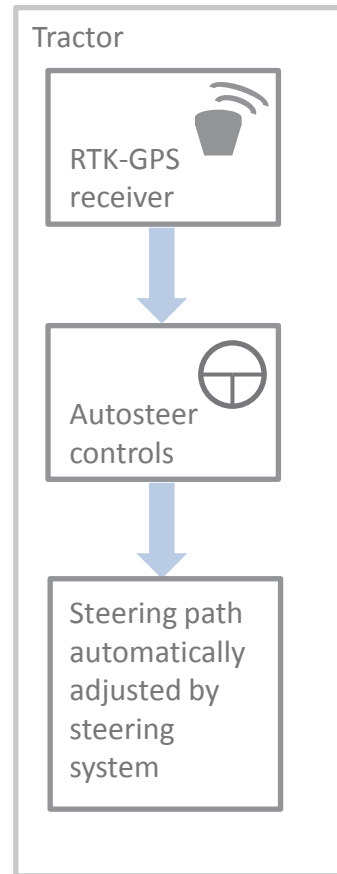 Tractor
RTK-GPS
receiver
Autosteer
controls
Steering path
automatically
adjusted by
steering
system